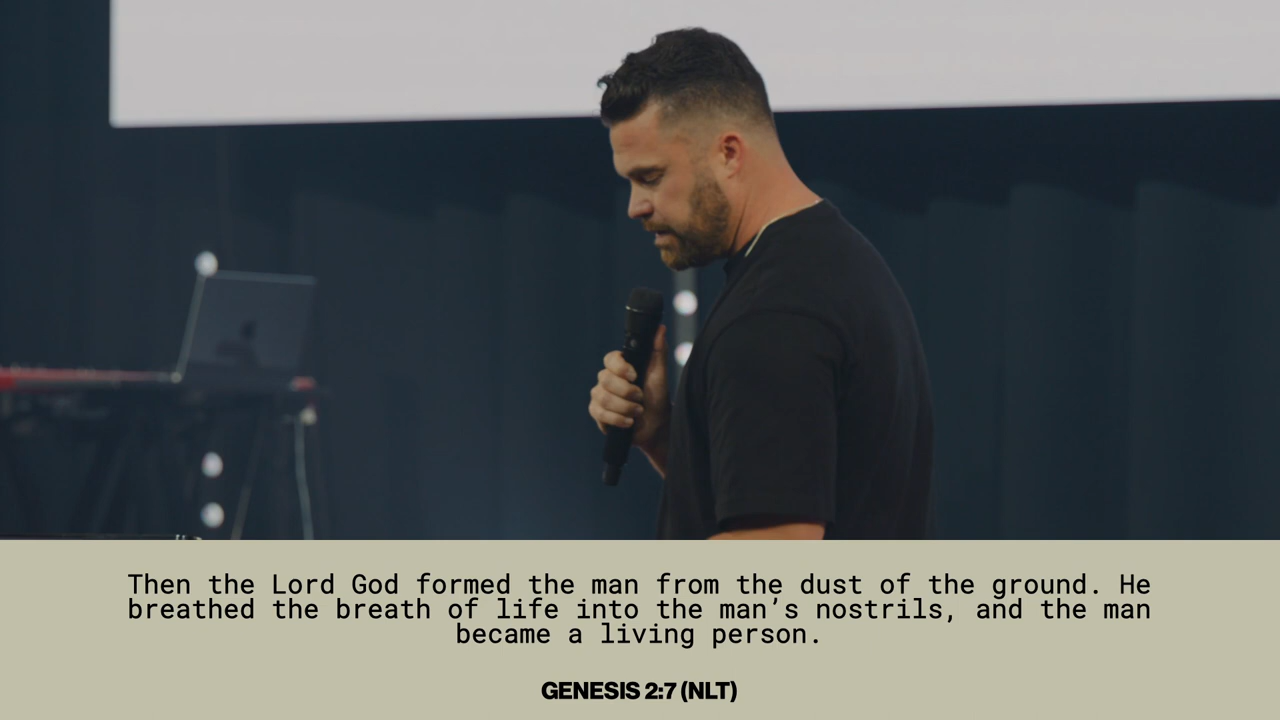 Then the Lord God formed the man from the dust of the ground. He
breathed the breath of life into the man’s nostrils, and the man
became a living person.
GENESIS 2:7 (NLT)